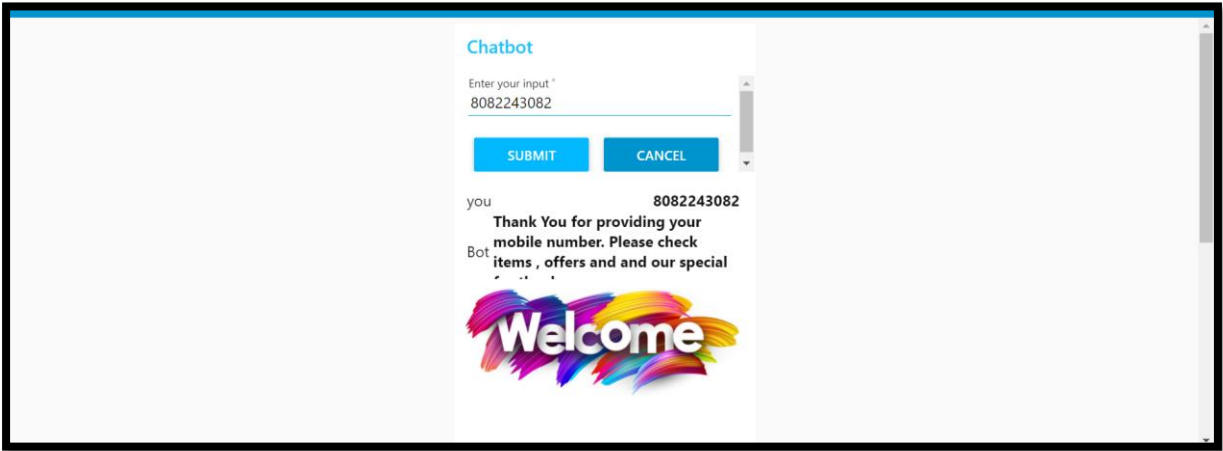 Chatbot
Enter your input *
8082243082
SUBMIT CANCEL
you 8082243082
Thank You for providing your
mobile number. Please check
Bot
items , offers and and our special
Welcome